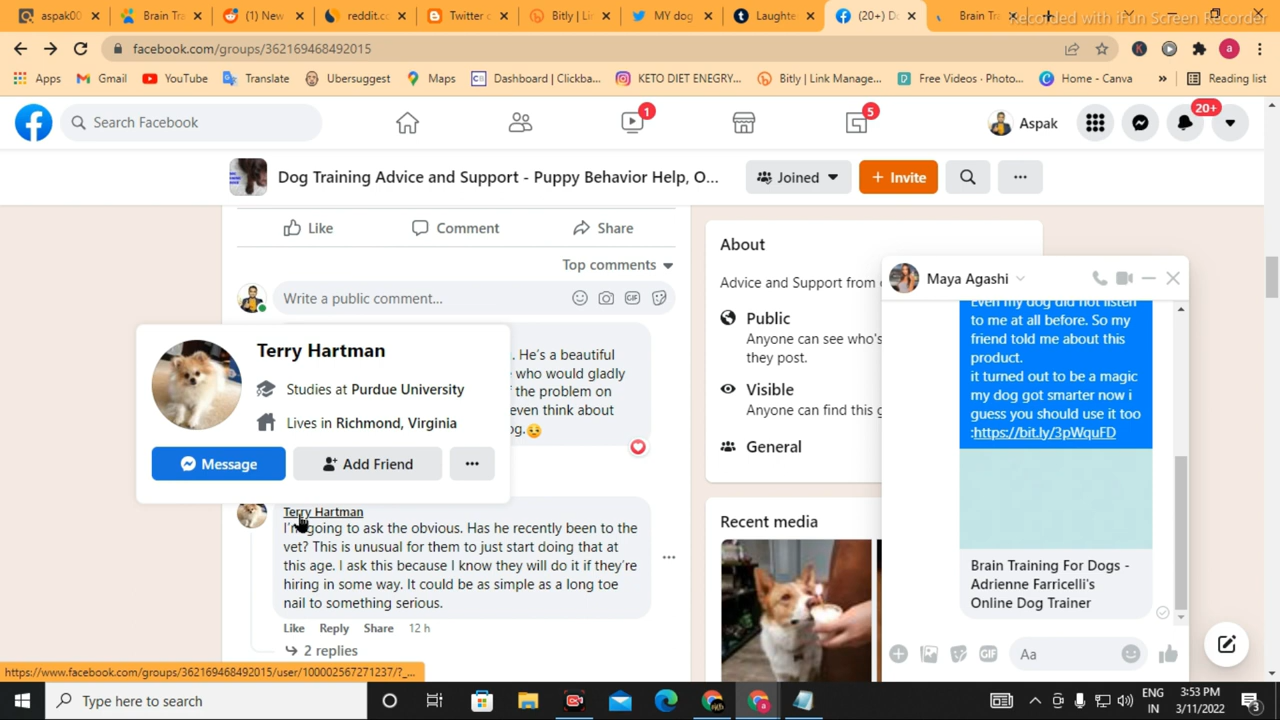 aspak00
Brain Tra
(1) New
reddit.c
Twitter c
Bitly | Li
MY dog
Laughte
(20+) D
Brain Tra
Recorded with iFun Screen Recorder
facebook.com/groups/362169468492015
Apps
Gmail
YouTube
Translate
Ubersuggest
Maps
Dashboard | Clickba...
KETO DIET ENEGRY...
Bitly | Link Manage...
Free Videos · Photo...
Home - Canva
»
Reading list
Search Facebook
1
5
Aspak
20+
Dog Training Advice and Support - Puppy Behavior Help, O...
Joined
+ Invite
Like
Comment
Share
Top comments
Write a public comment...
. He's a beautiful
who would gladly
f the problem on
even think about
og.
Terry Hartman
Studies at Purdue University
Lives in Richmond, Virginia
Message
Add Friend
Terry Hartman
I'm going to ask the obvious. Has he recently been to the
vet? This is unusual for them to just start doing that at
this age. I ask this because I know they will do it if they're
hiring in some way. It could be as simple as a long toe
nail to something serious.
Like Reply Share 12 h
2 replies
About
Advice and Support from
Public
Anyone can see who's
they post.
Visible
Anyone can find this g
General
Recent media
Maya Agashi
Even my dog did not listen
to me at all before. So my
friend told me about this
product.
it turned out to be a magic
my dog got smarter now i
guess you should use it too
:https://bit.ly/3pWquFD
Brain Training For Dogs -
Adrienne Farricelli's
Online Dog Trainer
GIF
Aa
https://www.facebook.com/groups/362169468492015/user/100002567271237/?_...
Type here to search
ENG
IN
3:53 PM
3/11/2022
3